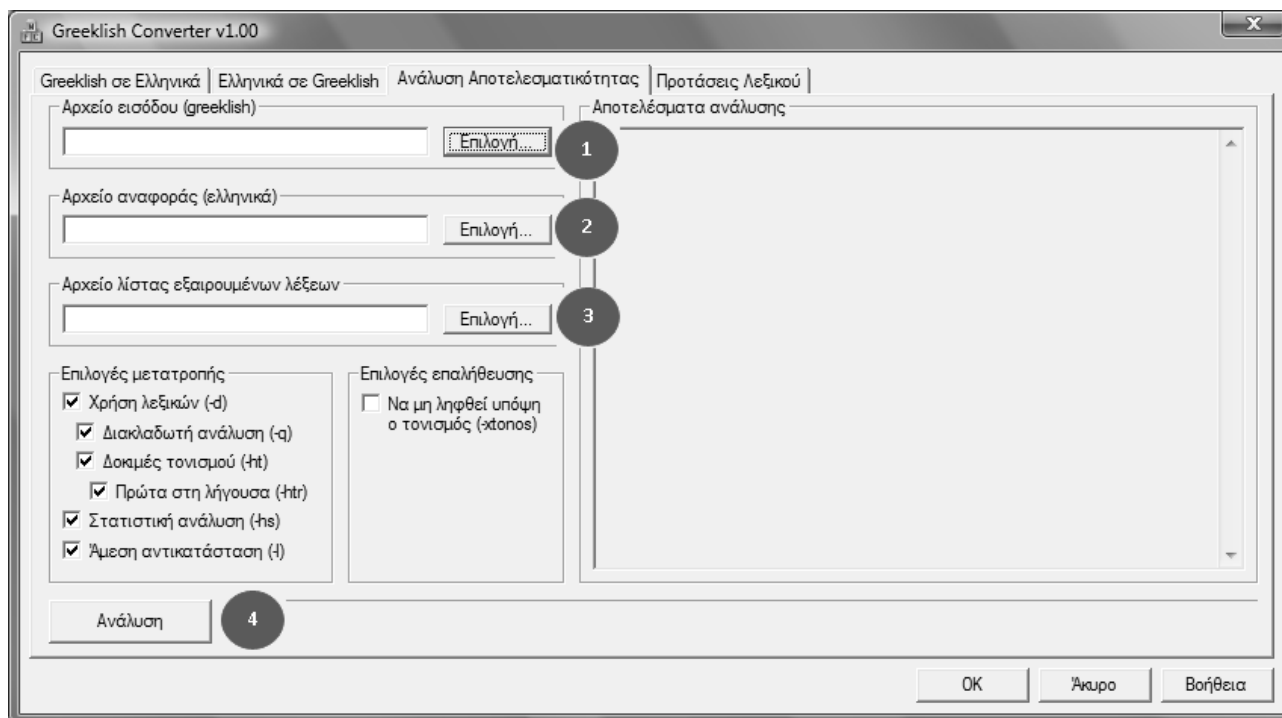 Greeklish Converter v1.00
Greeklish σε Ελληνικά
Ελληνικά σε Greeklish
Ανάλυση Αποτελεσματικότητας
Προτάσεις Λεξικού
Αρχείο εισόδου (greeklish)
Επιλογή...
1
Αρχείο αναφοράς (ελληνικά)
Επιλογή...
2
Αρχείο λίστας εξαιρουμένων λέξεων
Επιλογή...
3
Επιλογές μετατροπής
Χρήση λεξικών (-d)
Διακλαδωτή ανάλυση (-q)
Δοκιμές τονισμού (-ht)
Πρώτα στη λήγουσα (-htr)
Στατιστική ανάλυση (-hs)
Άμεση αντικατάσταση (-l)
Επιλογές επαλήθευσης
Να μη ληφθεί υπόψη
ο τονισμός (-xtonos)
Αποτελέσματα ανάλυσης
Ανάλυση
4
OK
Άκυρο
Βοήθεια